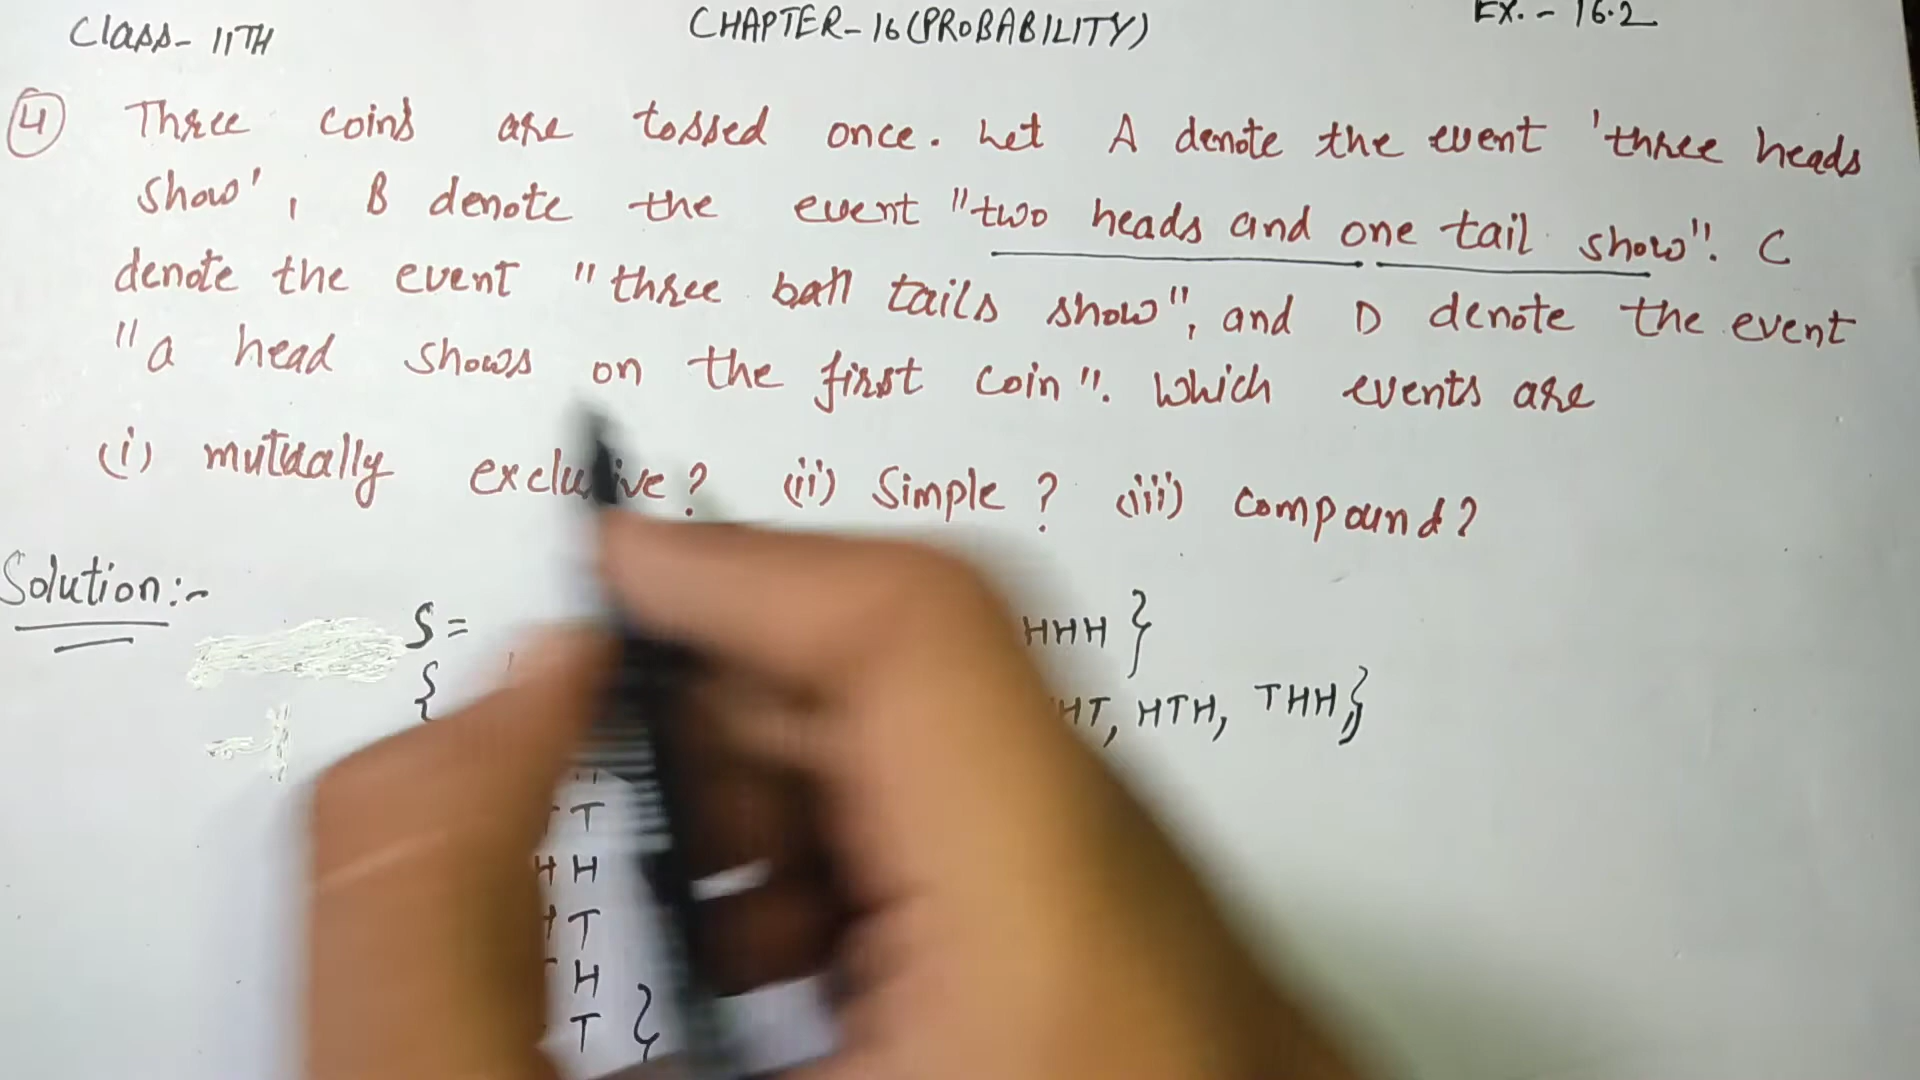 Class- 11TH
CHAPTER-16(PROBABILITY)
EX.- 16.2
4 Three coins are tossed once. Let A denote the event 'three heads
show', B denote the event "two heads and one tail show". C
denote the event "three tails show", and D denote the event
"a head shows on the first coin". Which events are
(i) mutually exclusive? (ii) Simple? (iii) Compound?
Solution:-
S= HHH }
{ HTH, THH}
T
H H
T
H
T }